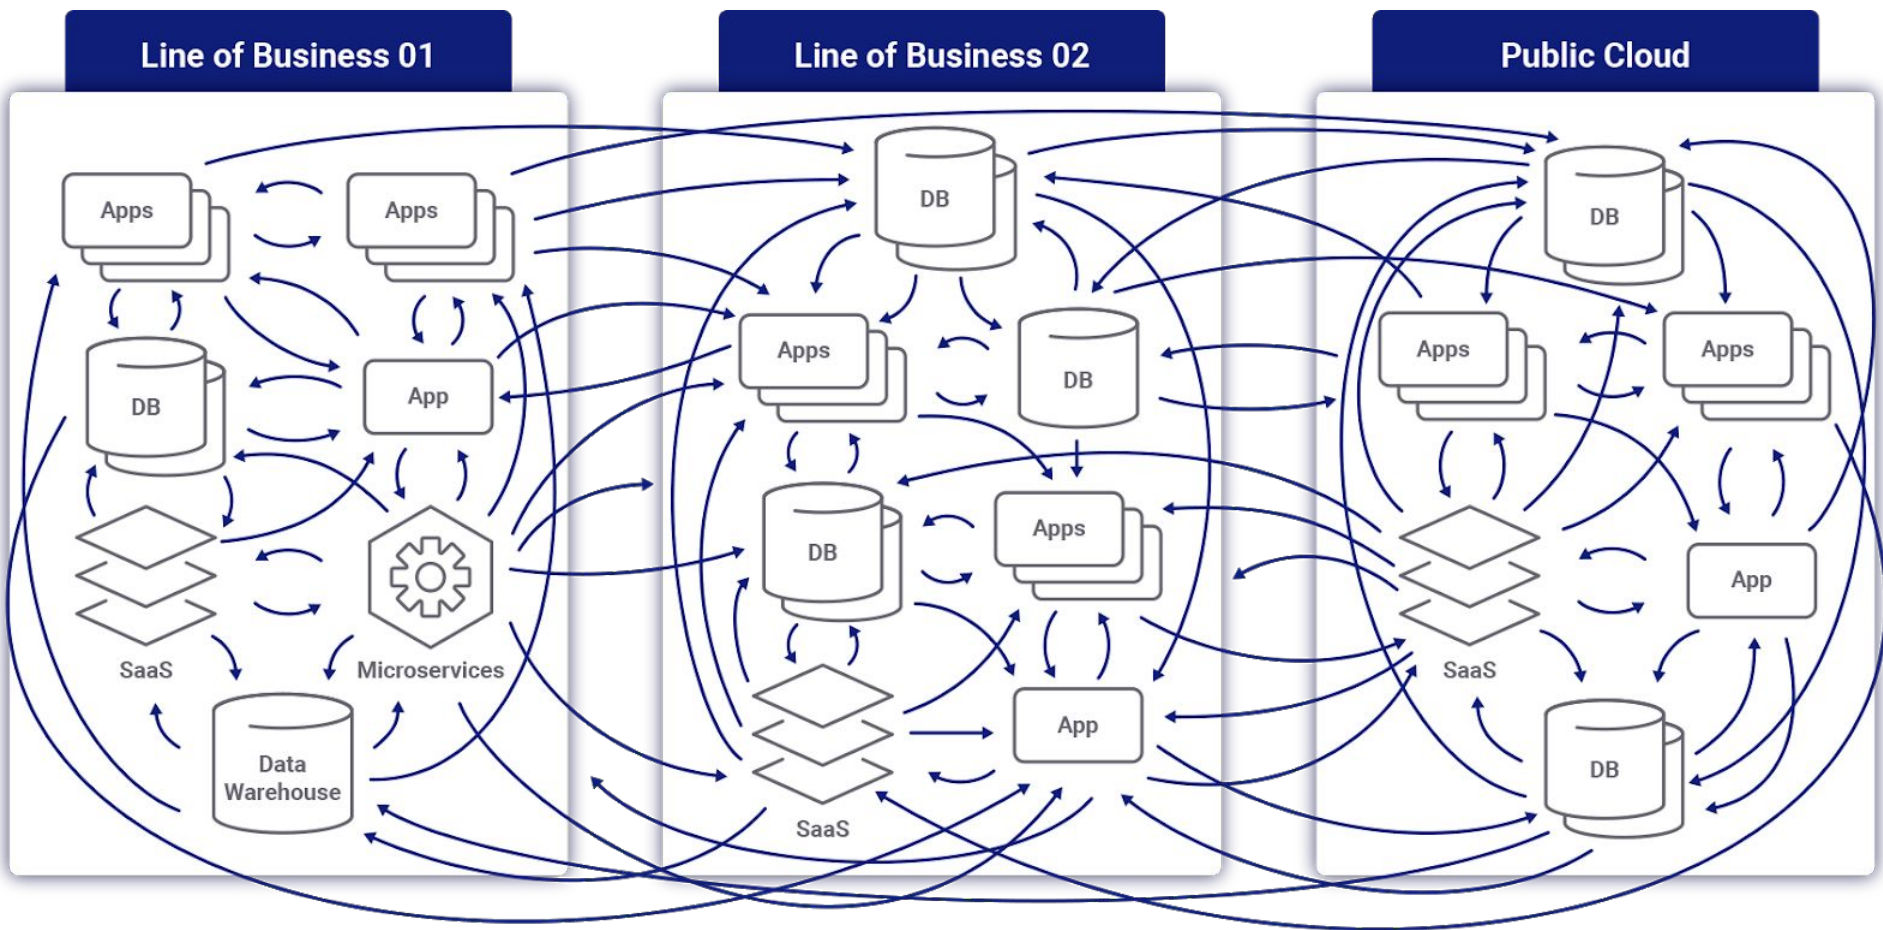 Line of Business 01
Line of Business 02
Public Cloud
Apps
Apps
DB
App
SaaS
Microservices
Data
Warehouse
DB
Apps
DB
DB
Apps
App
SaaS
DB
Apps
Apps
SaaS
App
DB